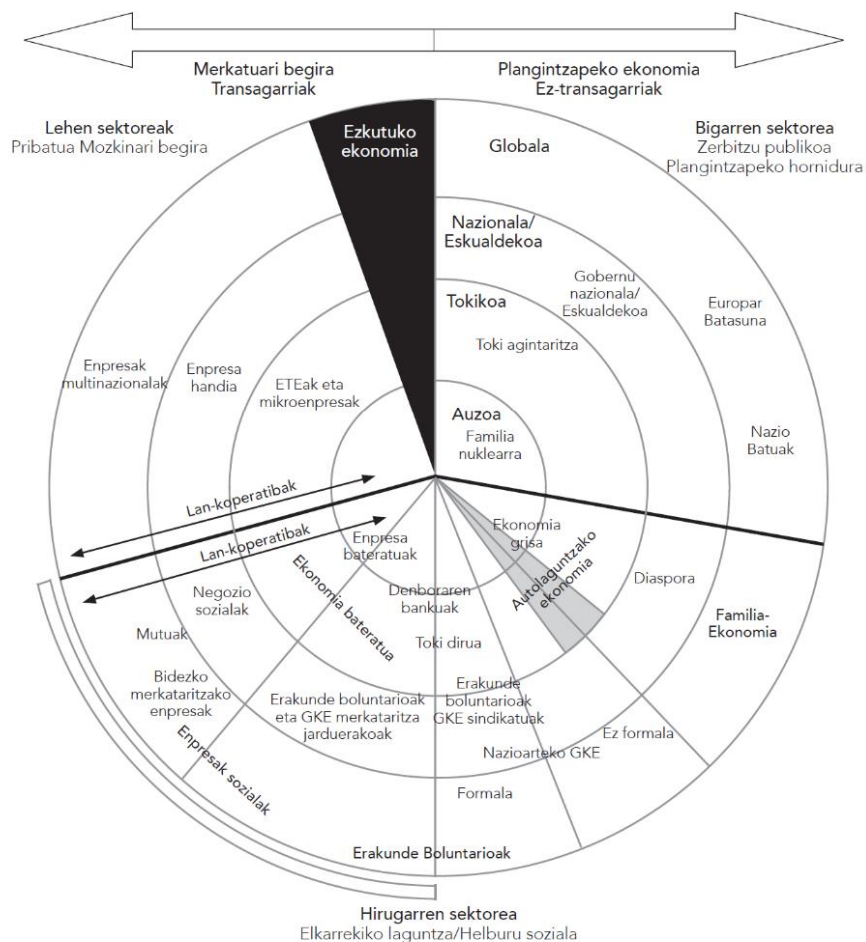 Merkatuari begira
Transagarriak
Plangintzapeko ekonomia
Ez-transagarriak
Lehen sektoreak
Pribatua Mozkinari begira
Ezkutuko
ekonomia
Globala
Bigarren sektorea
Zerbitzu publikoa
Plangintzapeko hornidura
Nazionala/
Eskualdekoa
Gobernu
nazionala/
Eskualdekoa
Europar
Batasuna
Tokikoa
Toki agintaritza
Enpresak
multinazionalak
Enpresa
handia
ETEak eta
mikroenpresak
Auzoa
Familia
nuklearra
Nazio
Batuak
Lan-koperatibak
Lan-koperatibak
Enpresa
bateratuak
Ekonomia
grisa
Autolaguntzako
ekonomia
Diaspora
Familia-
Ekonomia
Negozio
sozialak
Ekonomia bateratua
Denboraren
bankuak
Toki dirua
Mutuak
Bidezko
merkataritzako
enpresak
Enpresak sozialak
Erakunde boluntarioak
eta GKE merkataritza
jarduerakoak
Erakunde
boluntarioak
GKE sindikatuak
Nazioarteko GKE
Ez formala
Formala
Erakunde Boluntarioak
Hirugarren sektorea
Elkarrekiko laguntza/Helburu soziala